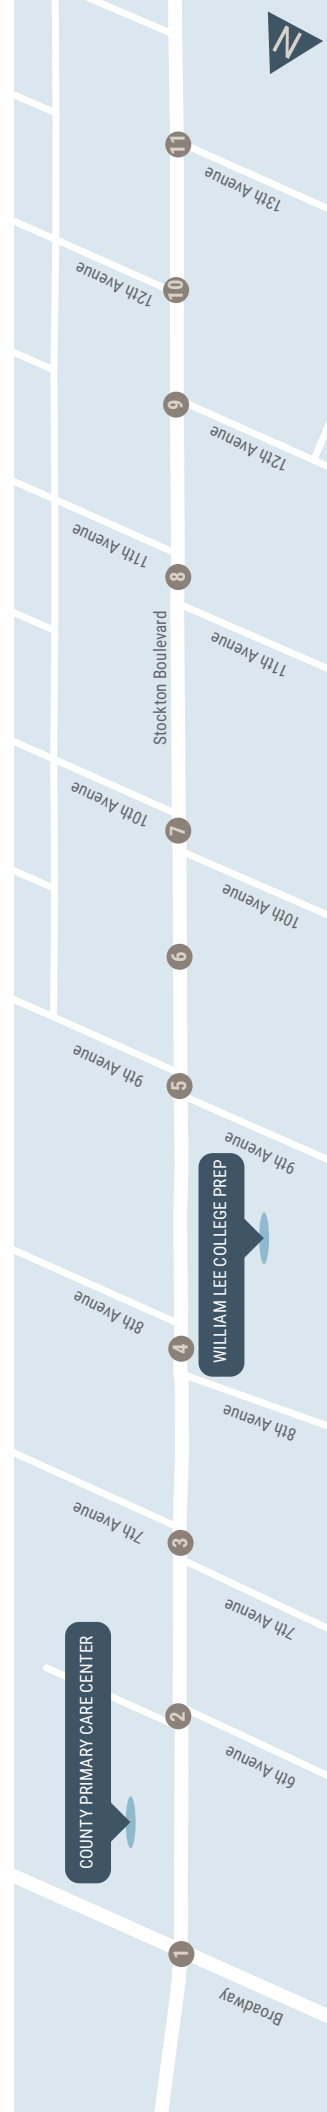 N
11
13th Avenue
12th Avenue
10
9
12th Avenue
11th Avenue
8
11th Avenue
Stockton Boulevard
10th Avenue
7
10th Avenue
6
9th Avenue
5
9th Avenue
WILLIAM LEE COLLEGE PREP
8th Avenue
4
8th Avenue
7th Avenue
3
7th Avenue
COUNTY PRIMARY CARE CENTER
2
6th Avenue
1
Broadway